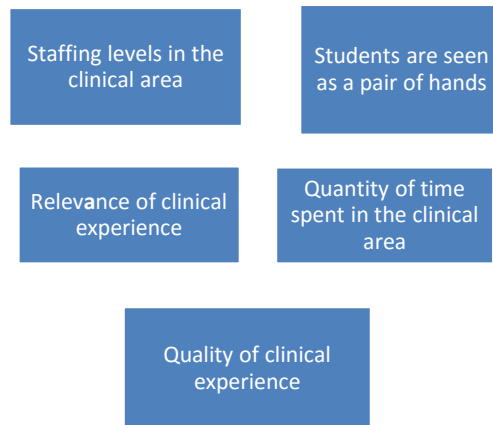 Staffing levels in the
clinical area
Students are seen
as a pair of hands
Relevance of clinical
experience
Quantity of time
spent in the clinical
area
Quality of clinical
experience